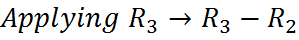 Applying R₃ → R₃ − R₂